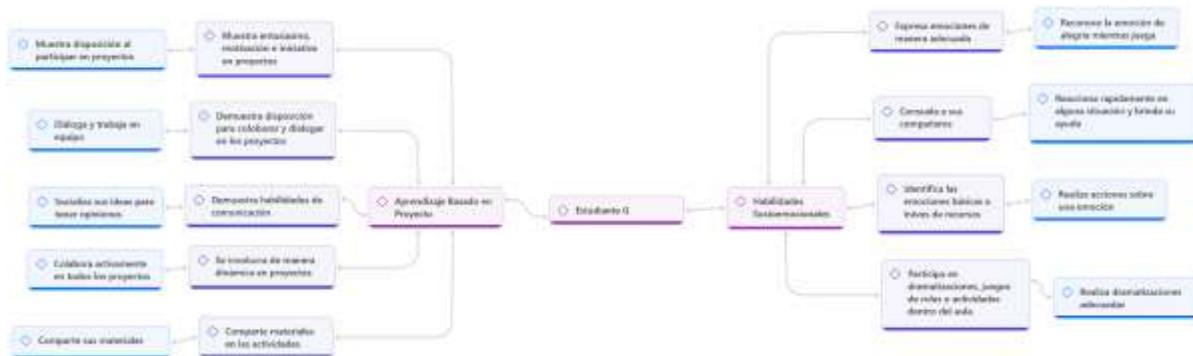 Muestra disposición al
participar en proyectos
Muestra entusiasmo,
motivación e iniciativa
en proyectos
Dialoga y trabaja en
equipo
Demuestra disposición
para colaborar y dialogar
en los proyectos
Socializa sus ideas para
tener opiniones
Demuestra habilidades de
comunicación
Colabora activamente
en todos los proyectos
Se involucra de manera
dinámica en proyectos
Comparte sus materiales
Comparte materiales
en las actividades
Aprendizaje Basado en
Proyecto
Estudiante G
Habilidades
Socioemocionales
Expresa emociones de
manera adecuada
Reconoce la emoción de
alegría mientras juega
Consuela a sus
compañeros
Reacciona rapidamente en
alguna situación y brinda su
ayuda
Identifica las
emociones básicas a
través de recursos
Realiza acciones sobre
una emoción
Participa en
dramatizaciones, juegos
de roles o actividades
dentro del aula
Realiza dramatizaciones
adecuadas